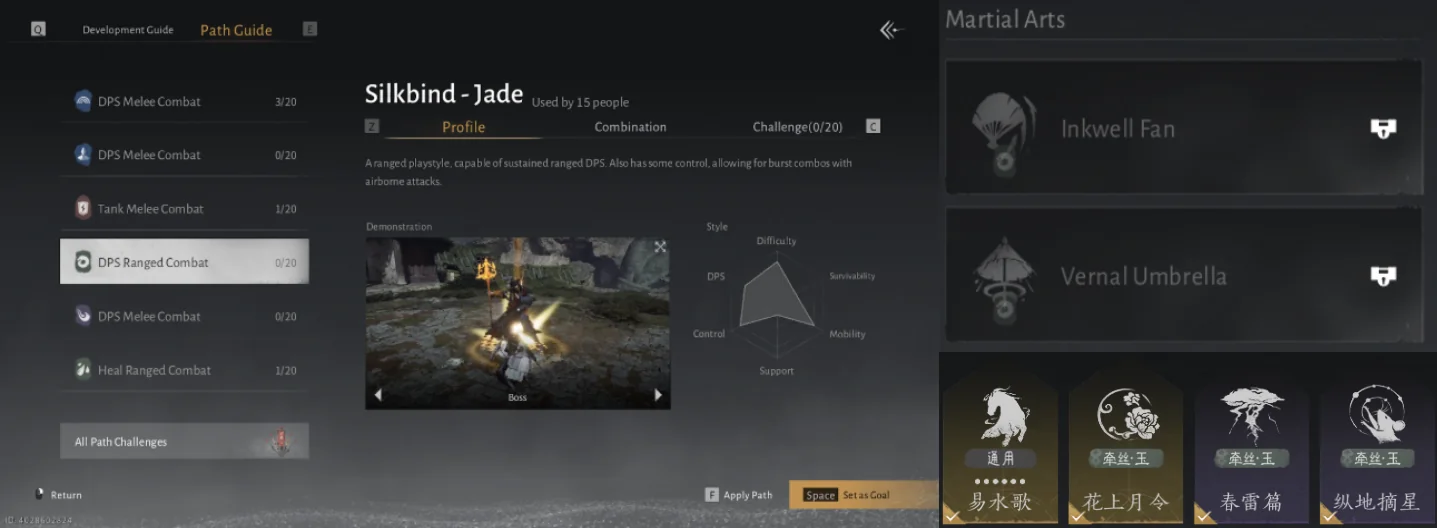 Q Development Guide Path Guide E
DPS Melee Combat 3/20
DPS Melee Combat 0/20
Tank Melee Combat 1/20
DPS Ranged Combat 0/20
DPS Melee Combat 0/20
Heal Ranged Combat 1/20
All Path Challenges
Return
Silkbind - Jade Used by 15 people
Z Profile Combination Challenge(0/20) C
A ranged playstyle, capable of sustained ranged DPS. Also has some control, allowing for burst combos with
airborne attacks.
Demonstration
Boss
Style
Difficulty
DPS
Survivability
Control
Mobility
Support
F Apply Path Space Set as Goal
Martial Arts
Inkwell Fan
Vernal Umbrella
通用
易水歌
牵丝·玉
花上月令
牵丝·玉
春雷篇
牵丝·玉
纵地摘星